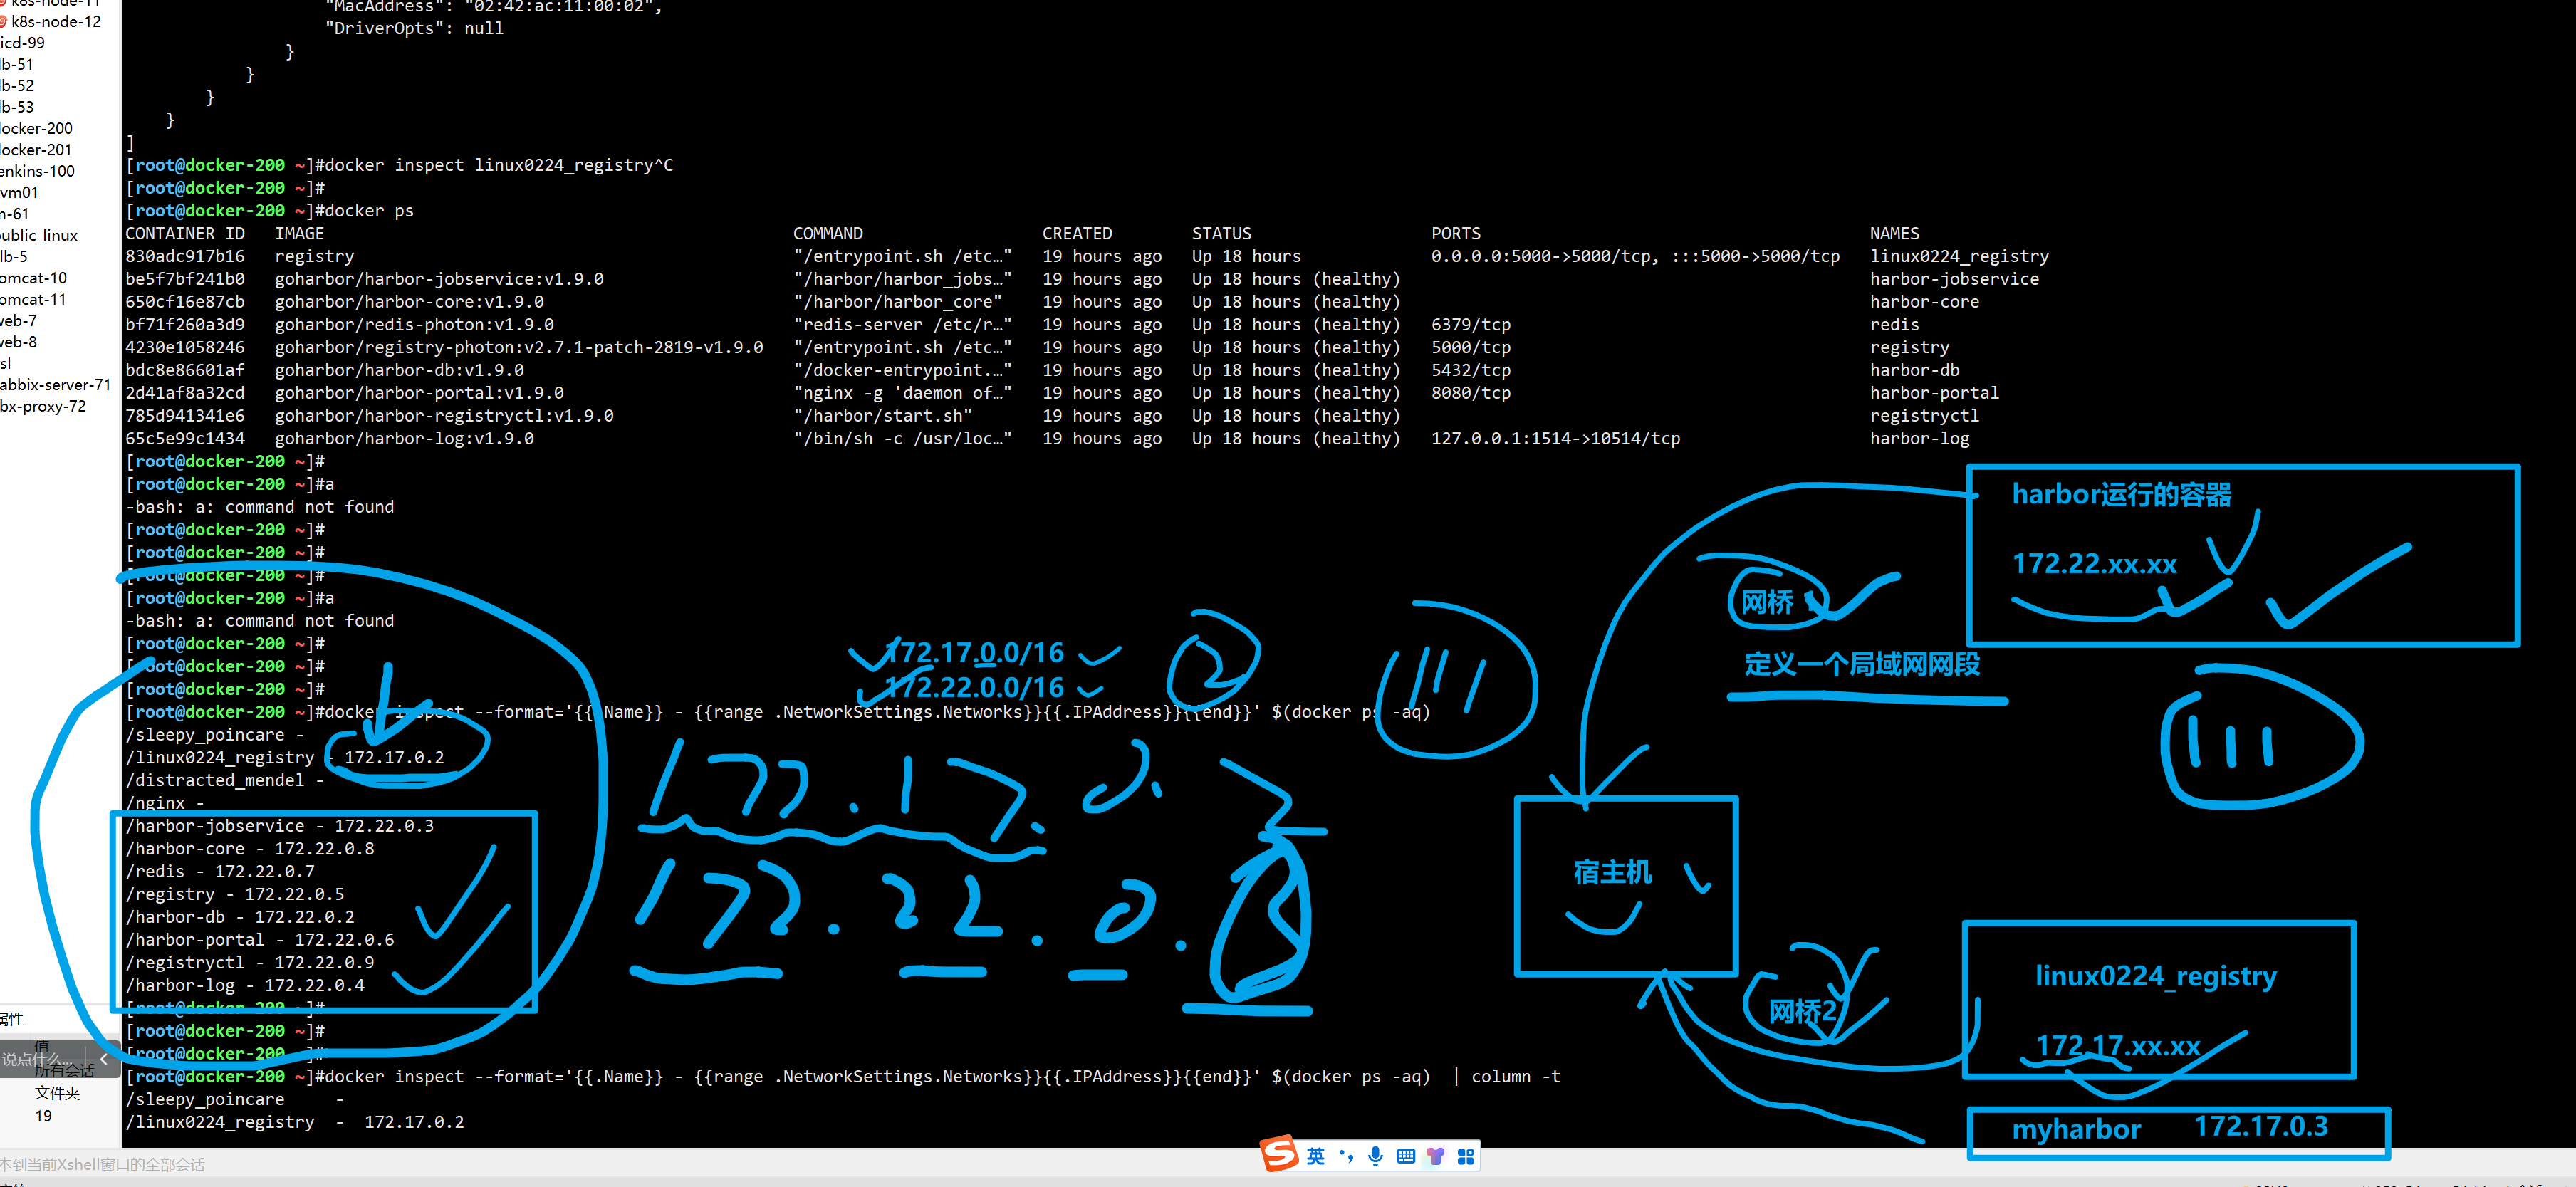 k8s-node-11
k8s-node-12
icd-99
lb-51
lb-52
lb-53
locker-200
locker-201
enkins-100
vm01
n-61
public_linux
lb-5
omcat-10
omcat-11
web-7
web-8
sl
abbix-server-71
bx-proxy-72
属性
值
说点什么...
所有会话
文件夹
19
"MacAddress": "02:42:ac:11:00:02",
"DriverOpts": null
}
}
}
}
]
[root@docker-200 ~]#docker inspect linux0224_registry^C
[root@docker-200 ~]#
[root@docker-200 ~]#docker ps
CONTAINER ID IMAGE COMMAND CREATED STATUS PORTS NAMES
830adc917b16 registry "/entrypoint.sh /etc…" 19 hours ago Up 18 hours 0.0.0.0:5000->5000/tcp, :::5000->5000/tcp linux0224_registry
be5f7bf241b0 goharbor/harbor-jobservice:v1.9.0 "/harbor/harbor_jobs…" 19 hours ago Up 18 hours (healthy) harbor-jobservice
650cf16e87cb goharbor/harbor-core:v1.9.0 "/harbor/harbor_core" 19 hours ago Up 18 hours (healthy) harbor-core
bf71f260a3d9 goharbor/redis-photon:v1.9.0 "redis-server /etc/r…" 19 hours ago Up 18 hours (healthy) 6379/tcp redis
4230e1058246 goharbor/registry-photon:v2.7.1-patch-2819-v1.9.0 "/entrypoint.sh /etc…" 19 hours ago Up 18 hours (healthy) 5000/tcp registry
bdc8e86601af goharbor/harbor-db:v1.9.0 "/docker-entrypoint.…" 19 hours ago Up 18 hours (healthy) 5432/tcp harbor-db
2d41af8a32cd goharbor/harbor-portal:v1.9.0 "nginx -g 'daemon of…" 19 hours ago Up 18 hours (healthy) 8080/tcp harbor-portal
785d941341e6 goharbor/harbor-registryctl:v1.9.0 "/harbor/start.sh" 19 hours ago Up 18 hours (healthy) registryctl
65c5e99c1434 goharbor/harbor-log:v1.9.0 "/bin/sh -c /usr/loc…" 19 hours ago Up 18 hours (healthy) 127.0.0.1:1514->10514/tcp harbor-log
[root@docker-200 ~]#
[root@docker-200 ~]#a
-bash: a: command not found
[root@docker-200 ~]#
[root@docker-200 ~]#
[root@docker-200 ~]#
[root@docker-200 ~]#a
-bash: a: command not found
[root@docker-200 ~]#
[root@docker-200 ~]#
[root@docker-200 ~]#
[root@docker-200 ~]#docker inspect --format='{{.Name}} - {{range .NetworkSettings.Networks}}{{.IPAddress}}{{end}}' $(docker ps -aq)
/sleepy_poincare -
/linux0224_registry - 172.17.0.2
/distracted_mendel -
/nginx -
/harbor-jobservice - 172.22.0.3
/harbor-core - 172.22.0.8
/redis - 172.22.0.7
/registry - 172.22.0.5
/harbor-db - 172.22.0.2
/harbor-portal - 172.22.0.6
/registryctl - 172.22.0.9
/harbor-log - 172.22.0.4
[root@docker-200 ~]#
[root@docker-200 ~]#
[root@docker-200 ~]#
[root@docker-200 ~]#docker inspect --format='{{.Name}} - {{range .NetworkSettings.Networks}}{{.IPAddress}}{{end}}' $(docker ps -aq) | column -t
/sleepy_poincare -
/linux0224_registry - 172.17.0.2
172.17.0.0/16
172.22.0.0/16
2
172.17.0.2
172.22.0.
harbor运行的容器
172.22.xx.xx
网桥 1
定义一个局域网网段
宿主机
网桥2
linux0224_registry
172.17.xx.xx
myharbor 172.17.0.3
本到当前Xshell窗口的全部会话
英